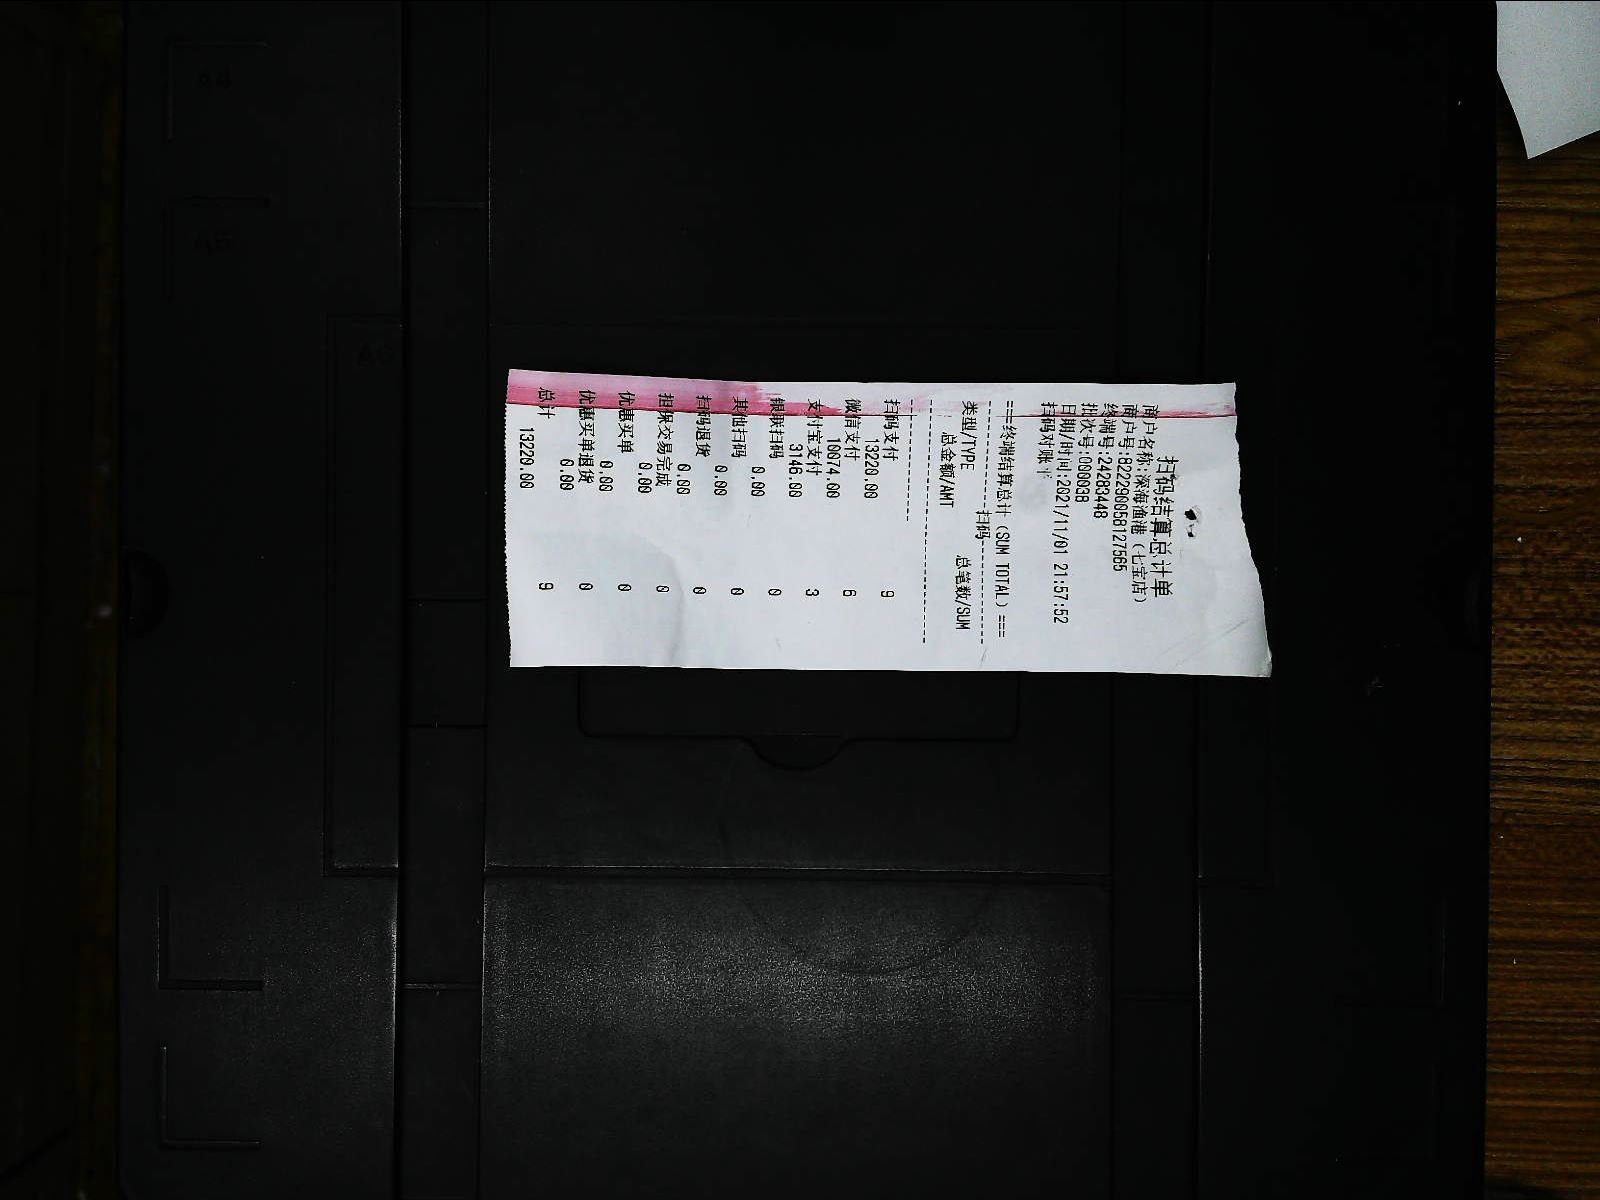 扫码结算总计单
商户名称:深海渔港(七宝店)
商户号:822290058127565
终端号:24283448
批次号:000038
日期/时间:2021/11/01 21:57:52
扫码对账平
===终端结算总计(SUM TOTAL)===
扫码
类型/TYPE 总笔数/SUM
总金额/AMT
扫码支付 9
13220.00
微信支付 6
10074.00
支付宝支付 3
3146.00
银联扫码 0
0.00
其他扫码 0
0.00
扫码退货 0
0.00
担保交易完成 0
0.00
优惠买单 0
0.00
优惠买单退货 0
0.00
总计 9
13220.00
A4
A5
A6